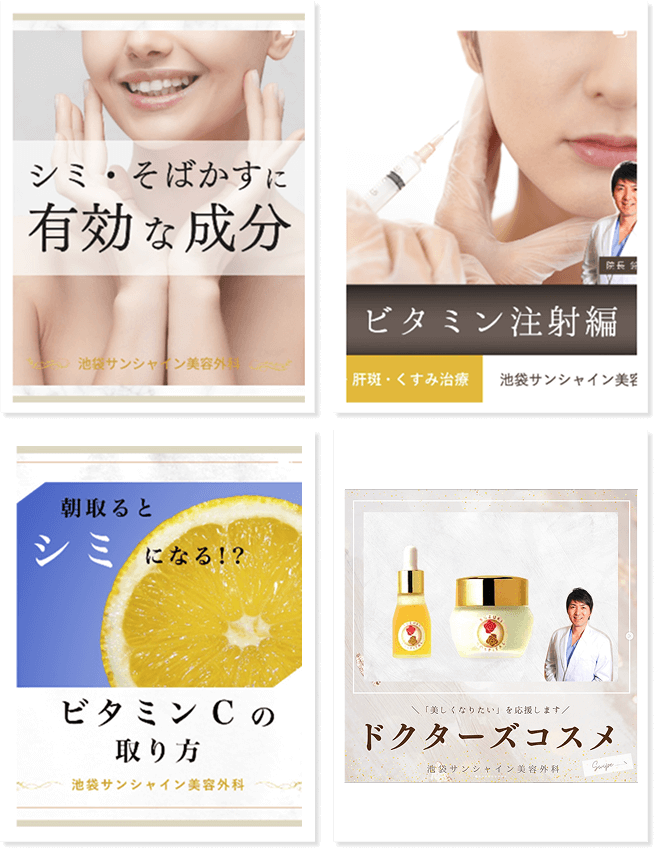 シミ・そばかすに
有効な成分
池袋サンシャイン美容外科
院長
ビタミン注射編
肝斑・くすみ治療
池袋サンシャイン美容
朝取ると
シミになる!?
ビタミンCの
取り方
池袋サンシャイン美容外科
＼「美しくなりたい」を応援します／
ドクターズコスメ
池袋サンシャイン美容外科